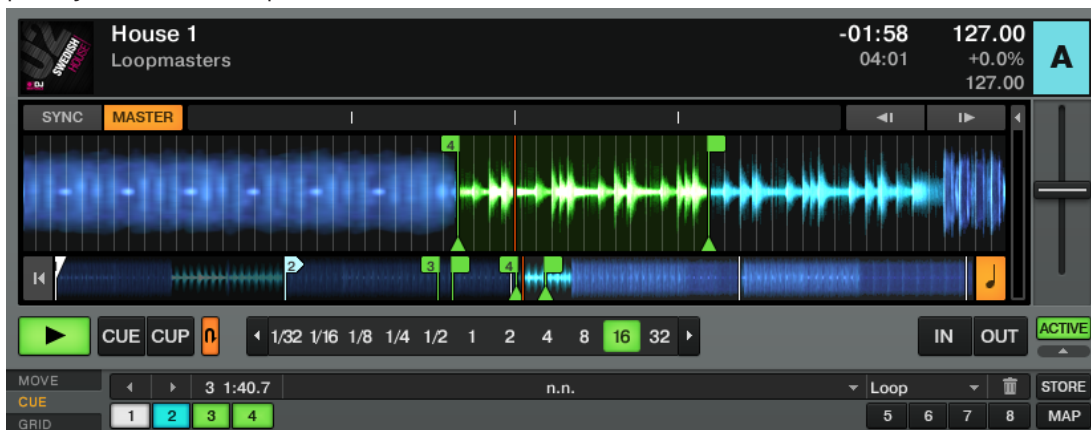 House 1
Loopmasters
SWEDISH
HOUSE
DJ
-01:58
04:01
127.00
+0.0%
127.00
A
SYNC MASTER
4
2 3 4
CUE CUP 1/32 1/16 1/8 1/4 1/2 1 2 4 8 16 32 IN OUT ACTIVE
MOVE
CUE
GRID
3 1:40.7 n.n. Loop STORE
1 2 3 4 5 6 7 8 MAP